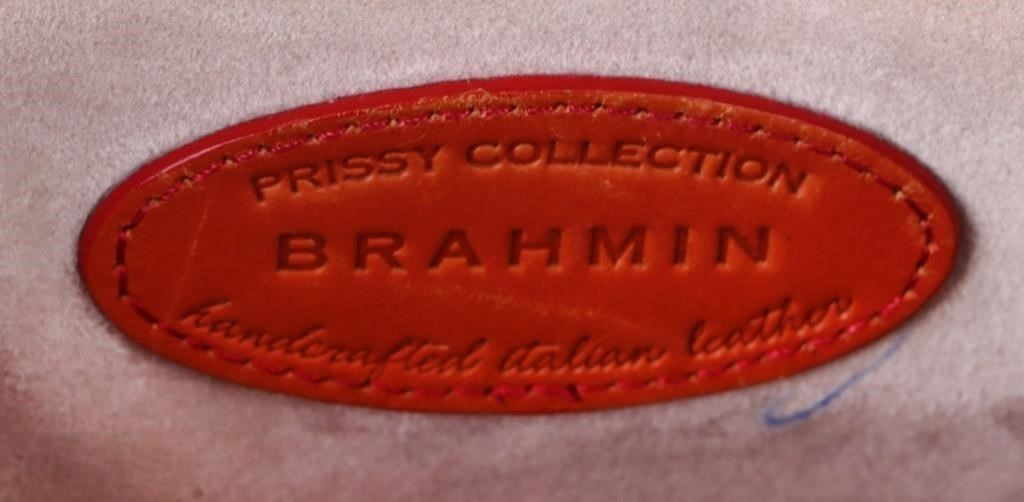 PRISSY COLLECTION
BRAHMIN
handcrafted italian leather